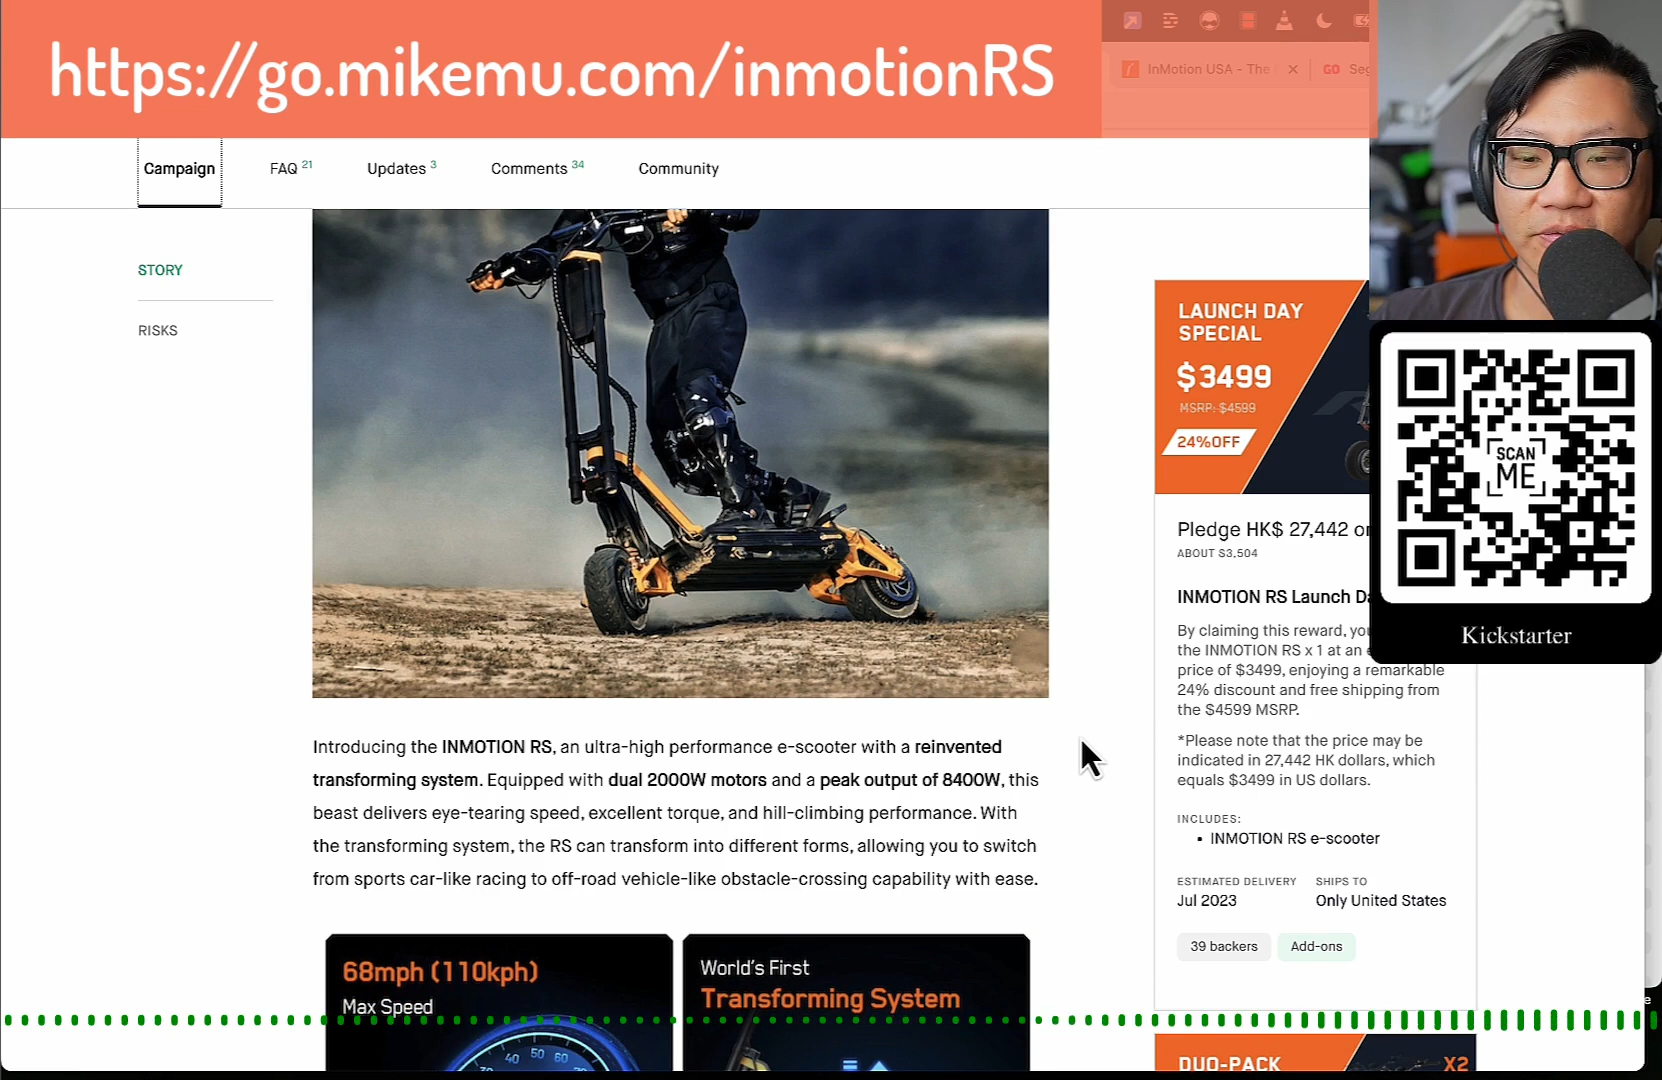 https://go.mikemu.com/inmotionRS
InMotion USA - The
GO Seg
Campaign
FAQ 21
Updates 3
Comments 34
Community
STORY
RISKS
LAUNCH DAY
SPECIAL
$3499
MSRP: $4599
24%OFF
Pledge HK$ 27,442 or
ABOUT $3,504
INMOTION RS Launch Da
By claiming this reward, you
the INMOTION RS x 1 at an e
price of $3499, enjoying a remarkable
24% discount and free shipping from
the $4599 MSRP.
*Please note that the price may be
indicated in 27,442 HK dollars, which
equals $3499 in US dollars.
INCLUDES:
• INMOTION RS e-scooter
ESTIMATED DELIVERY
Jul 2023
SHIPS TO
Only United States
39 backers
Add-ons
DUO-PACK
X2
SCAN
ME
Kickstarter
Introducing the INMOTION RS, an ultra-high performance e-scooter with a reinvented
transforming system. Equipped with dual 2000W motors and a peak output of 8400W, this
beast delivers eye-tearing speed, excellent torque, and hill-climbing performance. With
the transforming system, the RS can transform into different forms, allowing you to switch
from sports car-like racing to off-road vehicle-like obstacle-crossing capability with ease.
68mph (110kph)
Max Speed
40 50 60
World's First
Transforming System